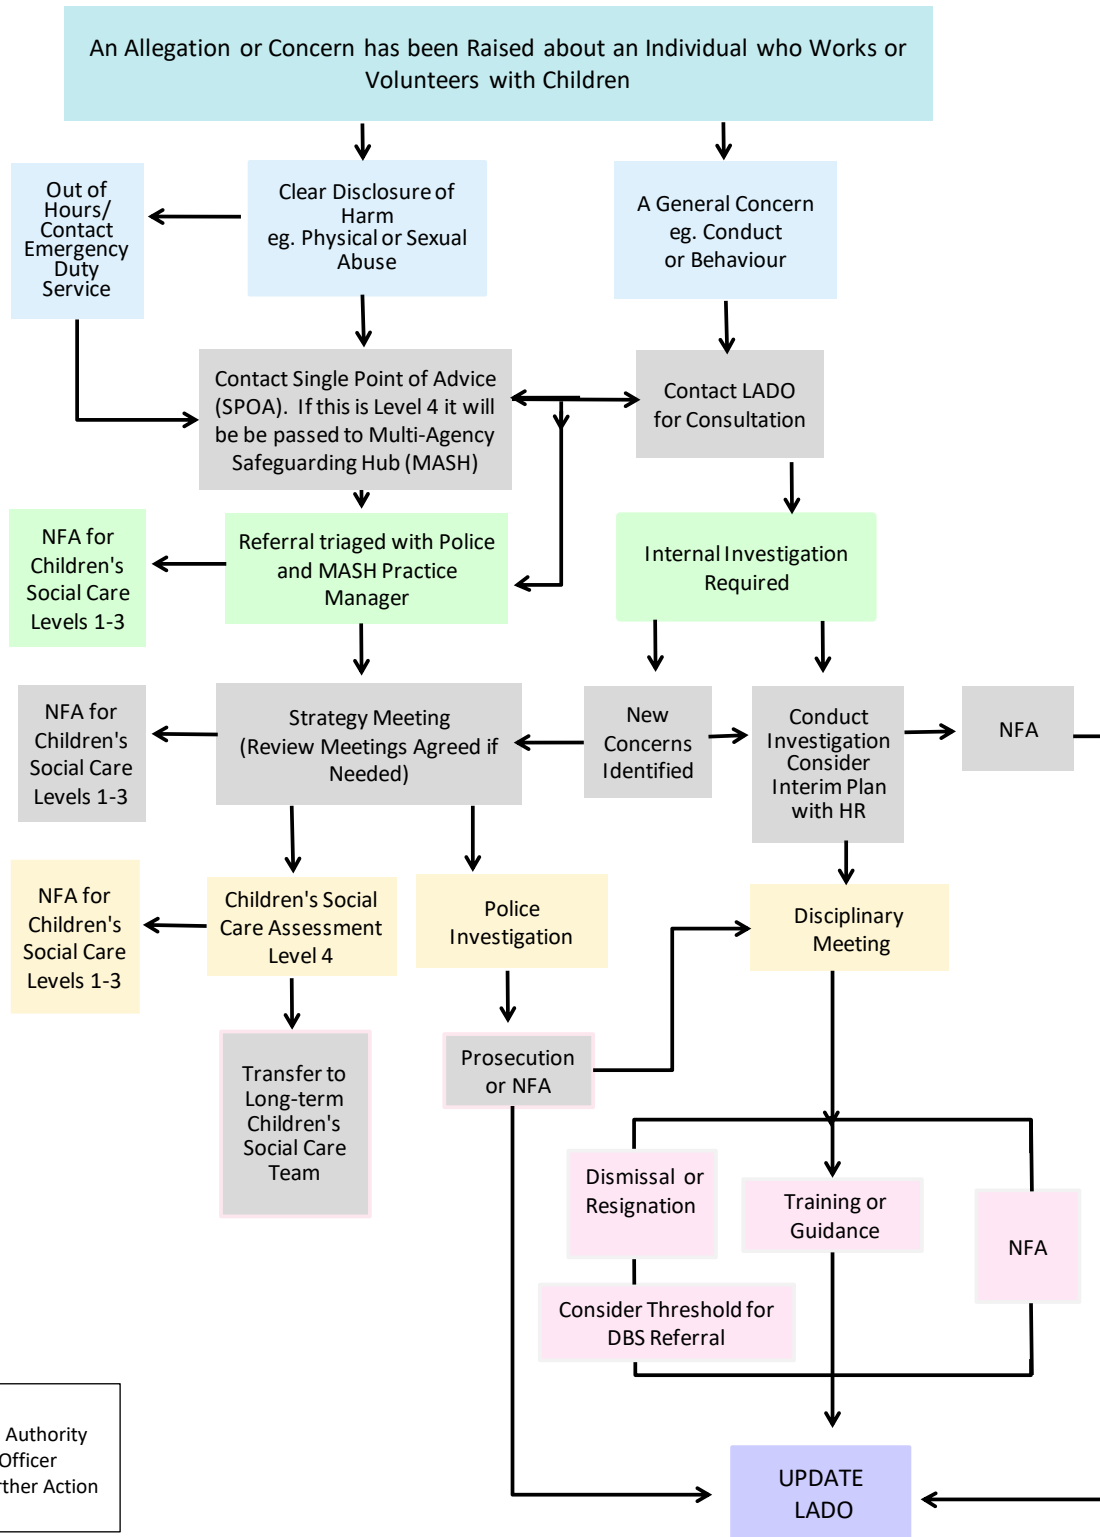 An Allegation or Concern has been Raised about an Individual who Works or
Volunteers with Children
Out of
Hours/
Contact
Emergency
Duty
Service
Clear Disclosure of
Harm
eg. Physical or Sexual
Abuse
A General Concern
eg. Conduct
or Behaviour
Contact Single Point of Advice
(SPOA). If this is Level 4 it will
be be passed to Multi-Agency
Safeguarding Hub (MASH)
Contact LADO
for Consultation
NFA for
Children's
Social Care
Levels 1-3
Referral triaged with Police
and MASH Practice
Manager
Internal Investigation
Required
NFA for
Children's
Social Care
Levels 1-3
Strategy Meeting
(Review Meetings Agreed if
Needed)
New
Concerns
Identified
Conduct
Investigation
Consider
Interim Plan
with HR
NFA
NFA for
Children's
Social Care
Levels 1-3
Children's Social
Care Assessment
Level 4
Police
Investigation
Disciplinary
Meeting
Transfer to
Long-term
Children's
Social Care
Team
Prosecution
or NFA
Dismissal or
Resignation
Training or
Guidance
NFA
Consider Threshold for
DBS Referral
Authority
Officer
rther Action
UPDATE
LADO